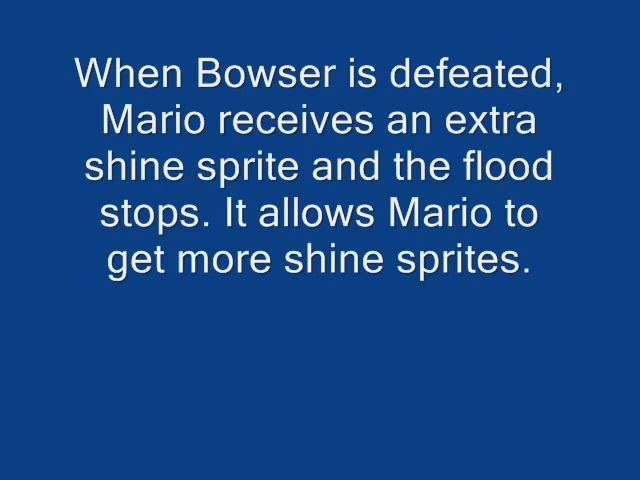 When Bowser is defeated,
Mario receives an extra
shine sprite and the flood
stops. It allows Mario to
get more shine sprites.